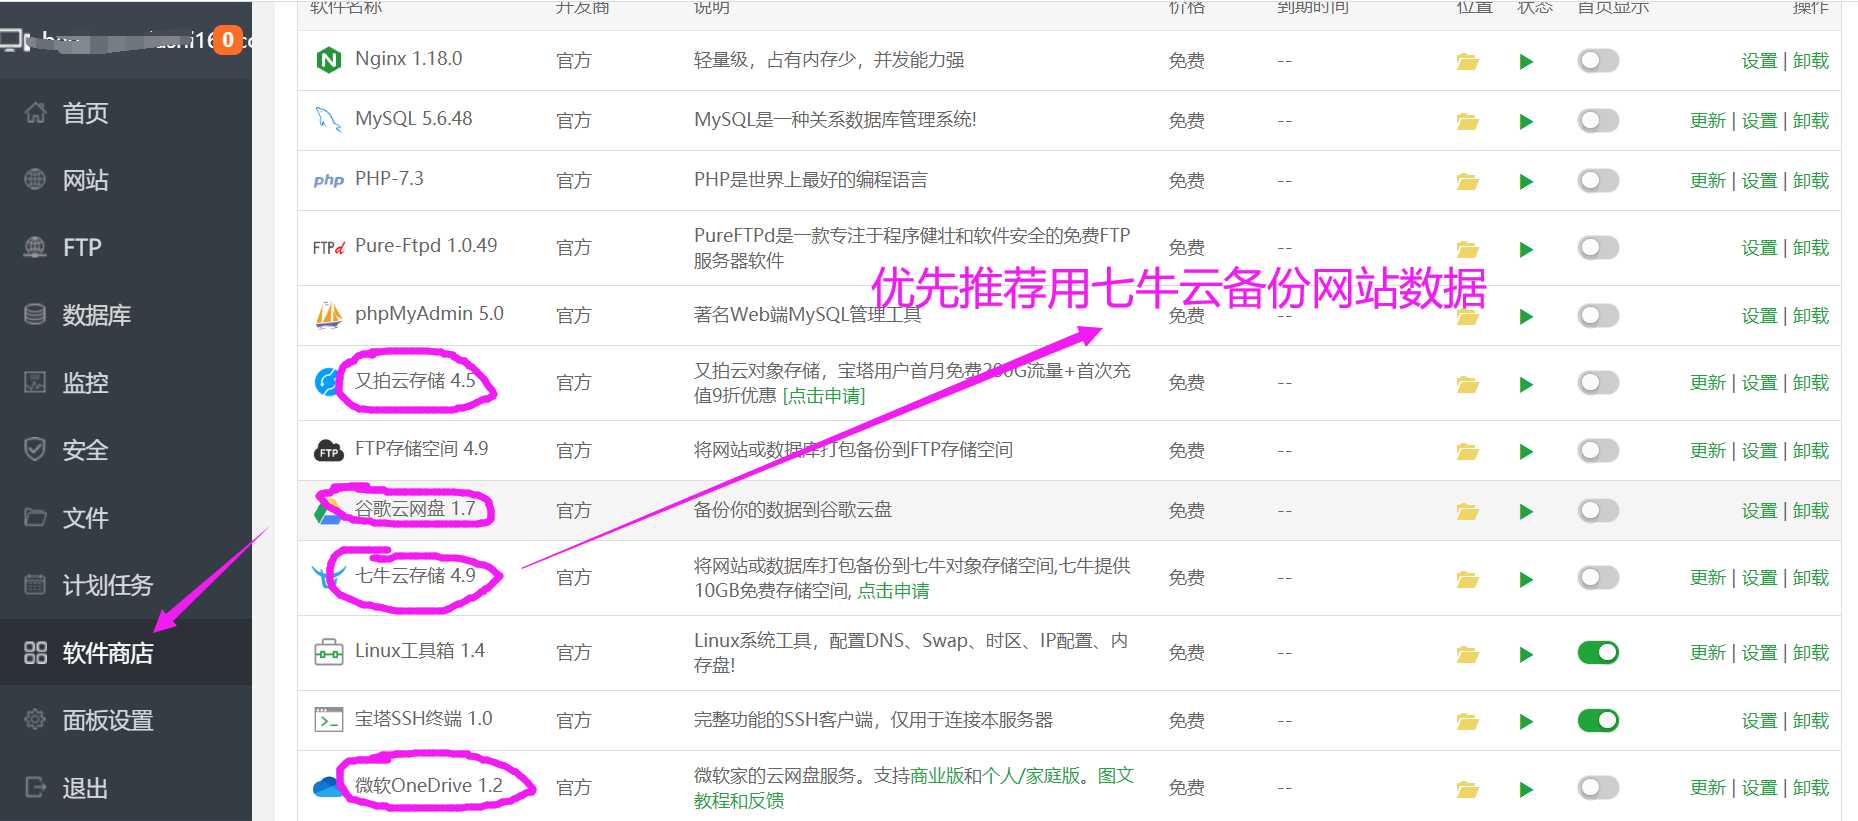 软件名称 开发商 说明 价格 到期时间 位置 状态 首页显示 操作
0
首页
网站
FTP
数据库
监控
安全
文件
计划任务
软件商店
面板设置
退出
Nginx 1.18.0 官方 轻量级，占有内存少，并发能力强 免费 -- 设置 | 卸载
MySQL 5.6.48 官方 MySQL是一种关系数据库管理系统! 免费 -- 更新 | 设置 | 卸载
php PHP-7.3 官方 PHP是世界上最好的编程语言 免费 -- 更新 | 设置 | 卸载
FTPd Pure-Ftpd 1.0.49 官方 PureFTPd是一款专注于程序健壮和软件安全的免费FTP 免费 -- 设置 | 卸载
服务器软件
优先推荐用七牛云备份网站数据
phpMyAdmin 5.0 官方 著名Web端MySQL管理工具 免费 -- 设置 | 卸载
又拍云存储 4.5 官方 又拍云对象存储，宝塔用户首月免费200G流量+首次充 免费 -- 更新 | 设置 | 卸载
值9折优惠 [点击申请]
FTP FTP存储空间 4.9 官方 将网站或数据库打包备份到FTP存储空间 免费 -- 更新 | 设置 | 卸载
谷歌云网盘 1.7 官方 备份你的数据到谷歌云盘 免费 -- 设置 | 卸载
七牛云存储 4.9 官方 将网站或数据库打包备份到七牛对象存储空间,七牛提供 免费 -- 更新 | 设置 | 卸载
10GB免费存储空间, 点击申请
Linux工具箱 1.4 官方 Linux系统工具，配置DNS、Swap、时区、IP配置、内 免费 -- 更新 | 设置 | 卸载
存盘!
宝塔SSH终端 1.0 官方 完整功能的SSH客户端，仅用于连接本服务器 免费 -- 设置 | 卸载
微软OneDrive 1.2 官方 微软家的云网盘服务。支持商业版和个人/家庭版。图文 免费 -- 更新 | 设置 | 卸载
教程和反馈